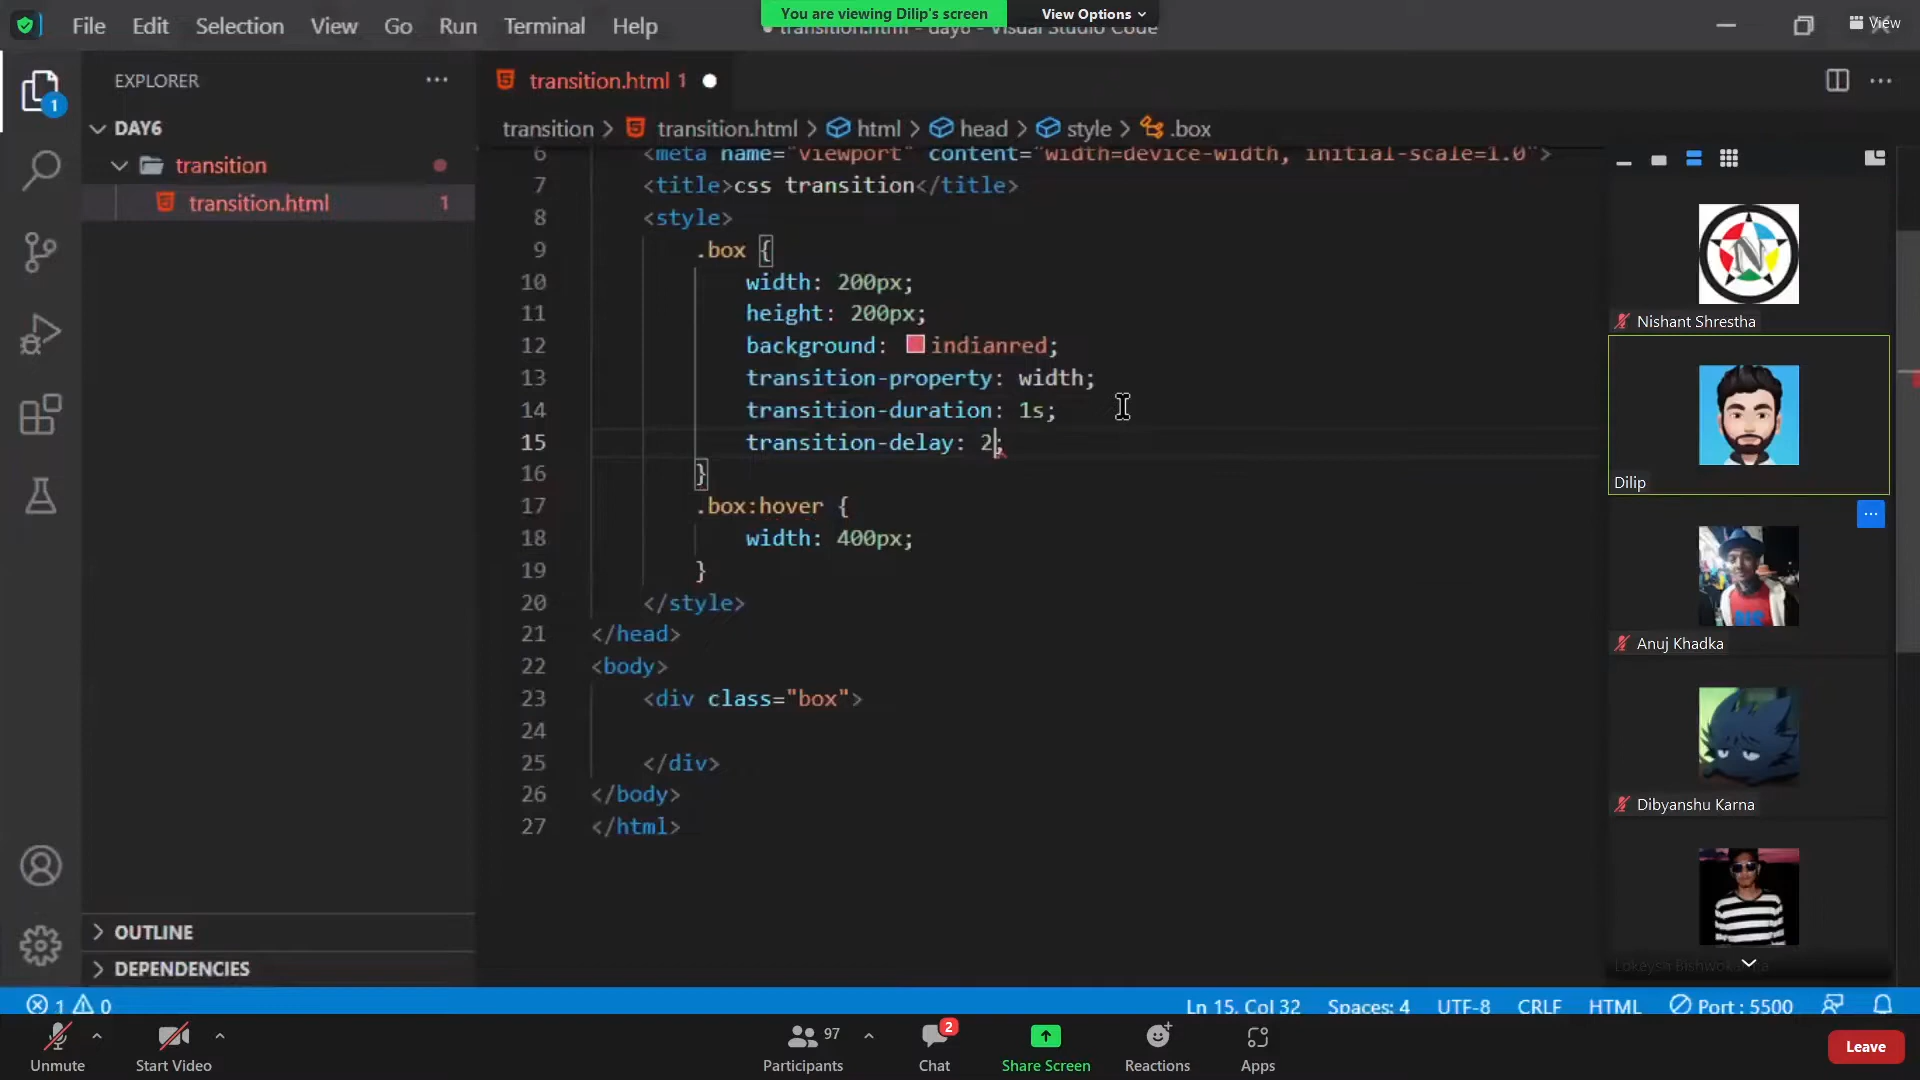 File Edit Selection View Go Run Terminal Help
You are viewing Dilip's screen View Options
transition.html - day6 - Visual Studio Code
View
EXPLORER
DAY6
transition
transition.html 1
1
transition.html 1
transition > transition.html > html > head > style > .box
6 <meta name="viewport" content="width=device-width, initial-scale=1.0">
7 <title>css transition</title>
8 <style>
9 .box {
10 width: 200px;
11 height: 200px;
12 background: indianred;
13 transition-property: width;
14 transition-duration: 1s;
15 transition-delay: 2;
16 }
17 .box:hover {
18 width: 400px;
19 }
20 </style>
21 </head>
22 <body>
23 <div class="box">
24
25 </div>
26 </body>
27 </html>
Nishant Shrestha
Dilip
Anuj Khadka
Dibyanshu Karna
OUTLINE
DEPENDENCIES
1 0
Ln 15, Col 32 Spaces: 4 UTF-8 CRLF HTML Port : 5500
Unmute
Start Video
97
Participants
2
Chat
Share Screen
Reactions
Apps
Leave